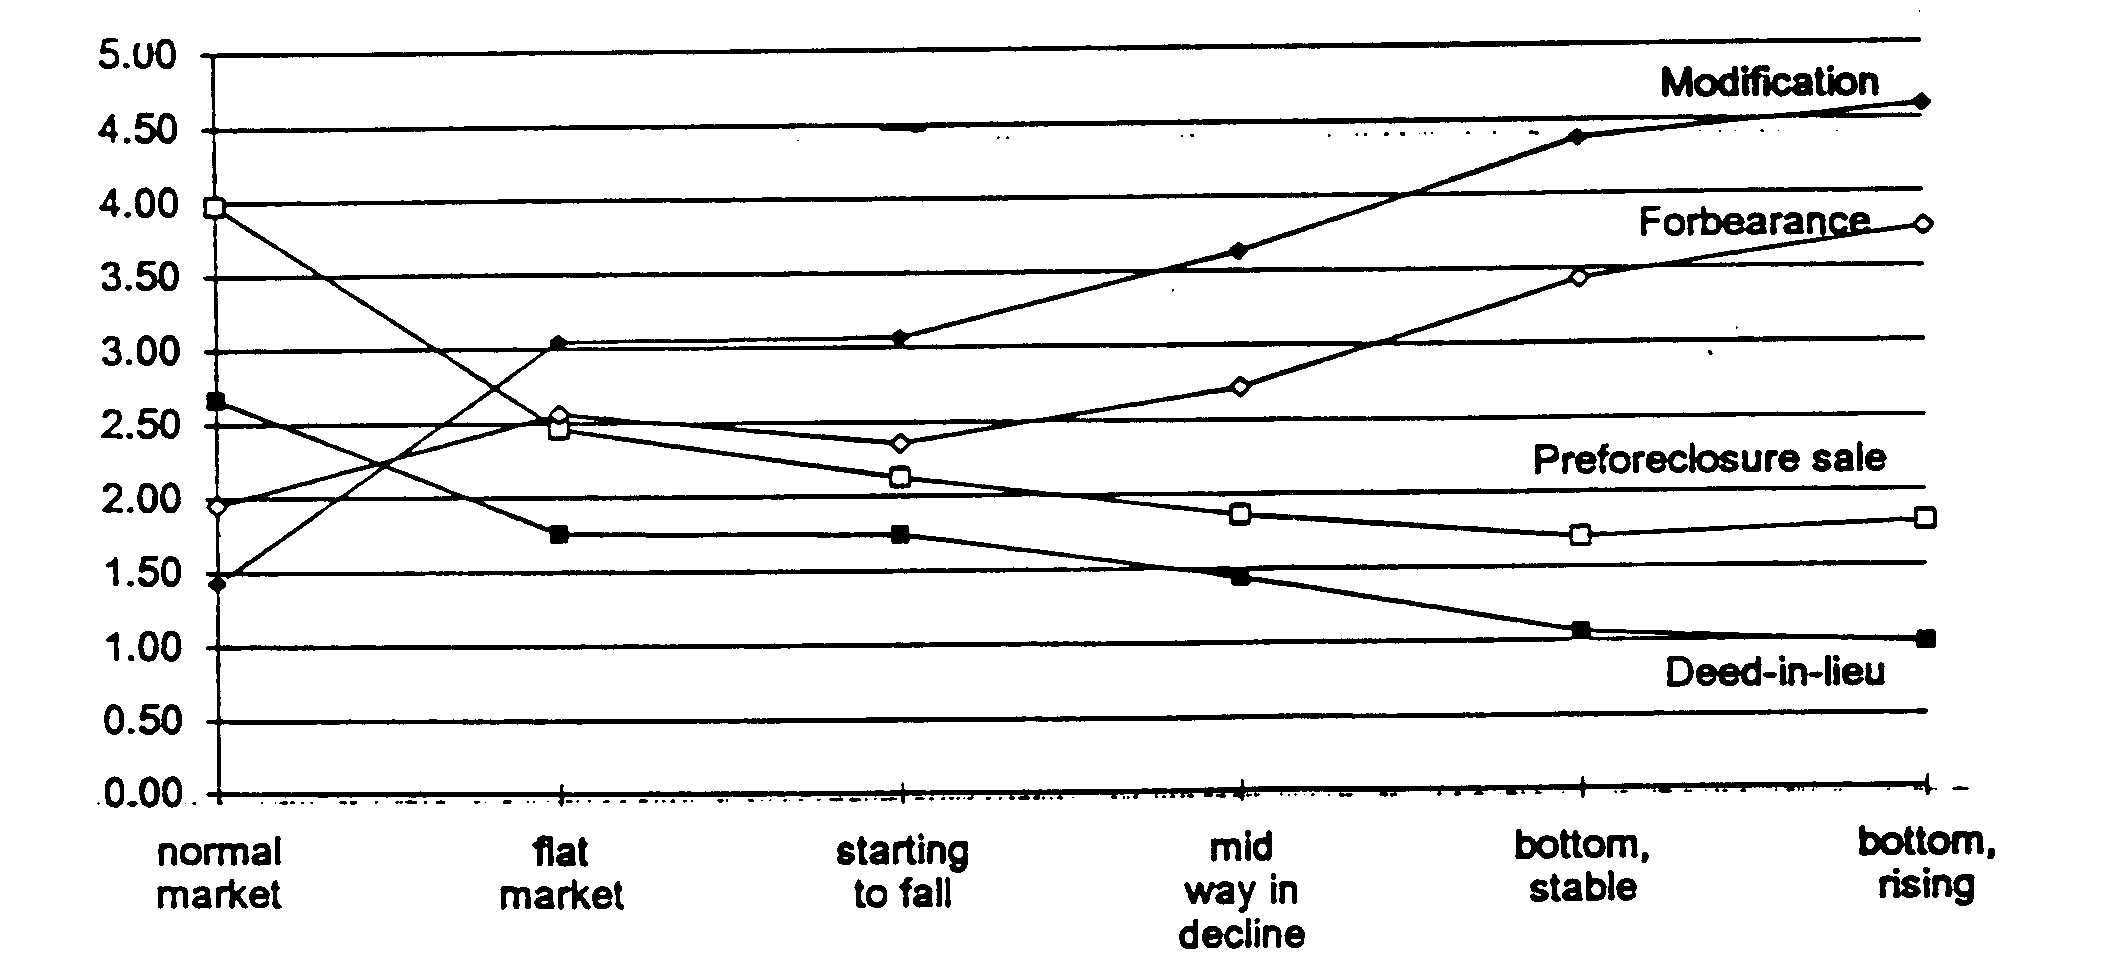 5.00
4.50
4.00
3.50
3.00
2.50
2.00
1.50
1.00
0.50
0.00
Modification
Forbearance
Preforeclosure sale
Deed-in-lieu
normal
market
flat
market
starting
to fall
mid
way in
decline
bottom,
stable
bottom,
rising